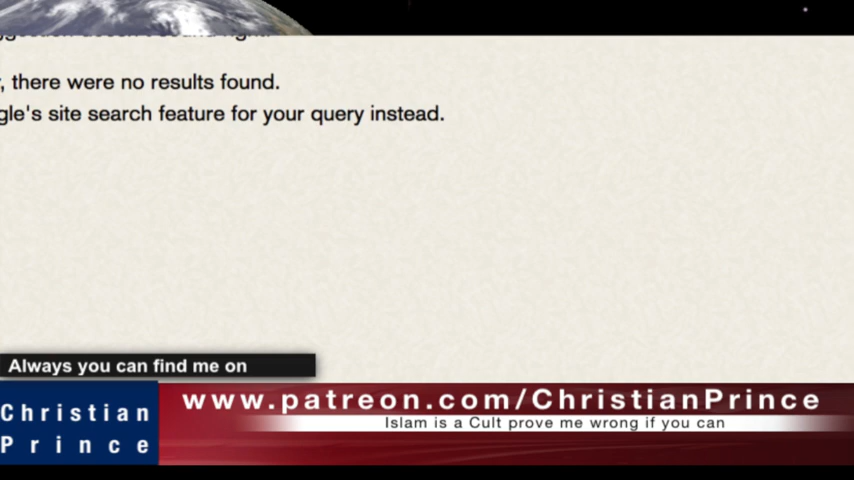 , there were no results found.
gle's site search feature for your query instead.
Always you can find me on
Christian
Prince
www.patreon.com/ChristianPrince
Islam is a Cult prove me wrong if you can